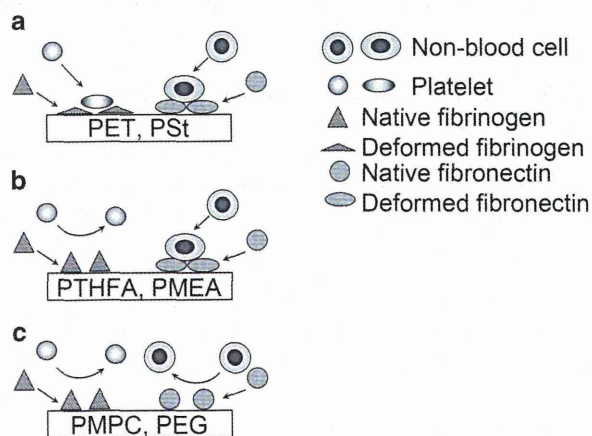 a
PET, PSt
b
PTHFA, PMEA
c
PMPC, PEG
Non-blood cell
Platelet
Native fibrinogen
Deformed fibrinogen
Native fibronectin
Deformed fibronectin